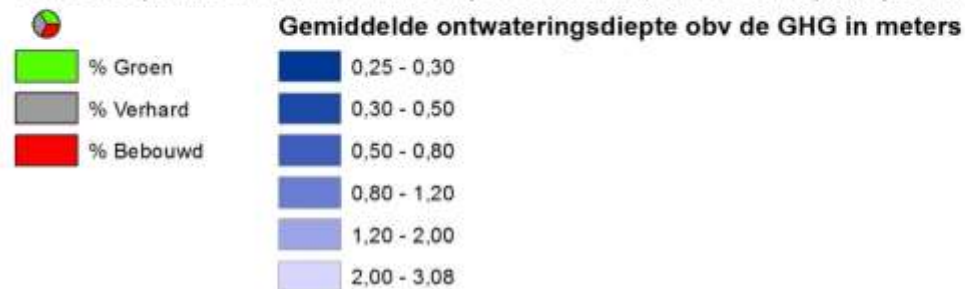 Gemiddelde ontwateringsdiepte obv de GHG in meters
% Groen
% Verhard
% Bebouwd
0,25 - 0,30
0,30 - 0,50
0,50 - 0,80
0,80 - 1,20
1,20 - 2,00
2,00 - 3,08